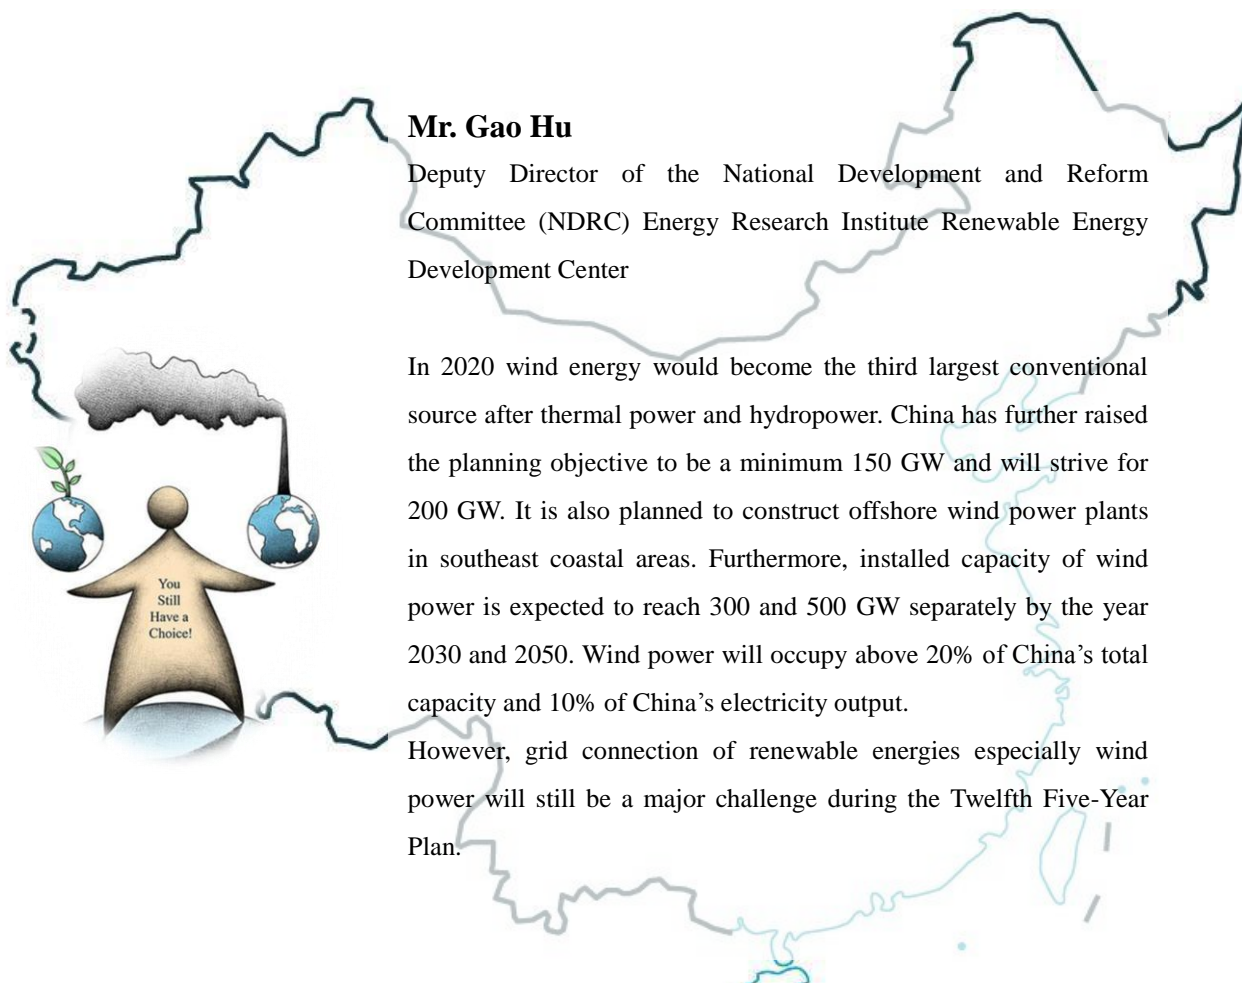 Mr. Gao Hu
Deputy Director of the National Development and Reform
Committee (NDRC) Energy Research Institute Renewable Energy
Development Center
In 2020 wind energy would become the third largest conventional
source after thermal power and hydropower. China has further raised
the planning objective to be a minimum 150 GW and will strive for
200 GW. It is also planned to construct offshore wind power plants
in southeast coastal areas. Furthermore, installed capacity of wind
power is expected to reach 300 and 500 GW separately by the year
2030 and 2050. Wind power will occupy above 20% of China’s total
capacity and 10% of China’s electricity output.
However, grid connection of renewable energies especially wind
power will still be a major challenge during the Twelfth Five-Year
Plan.
You
Still
Have a
Choice!